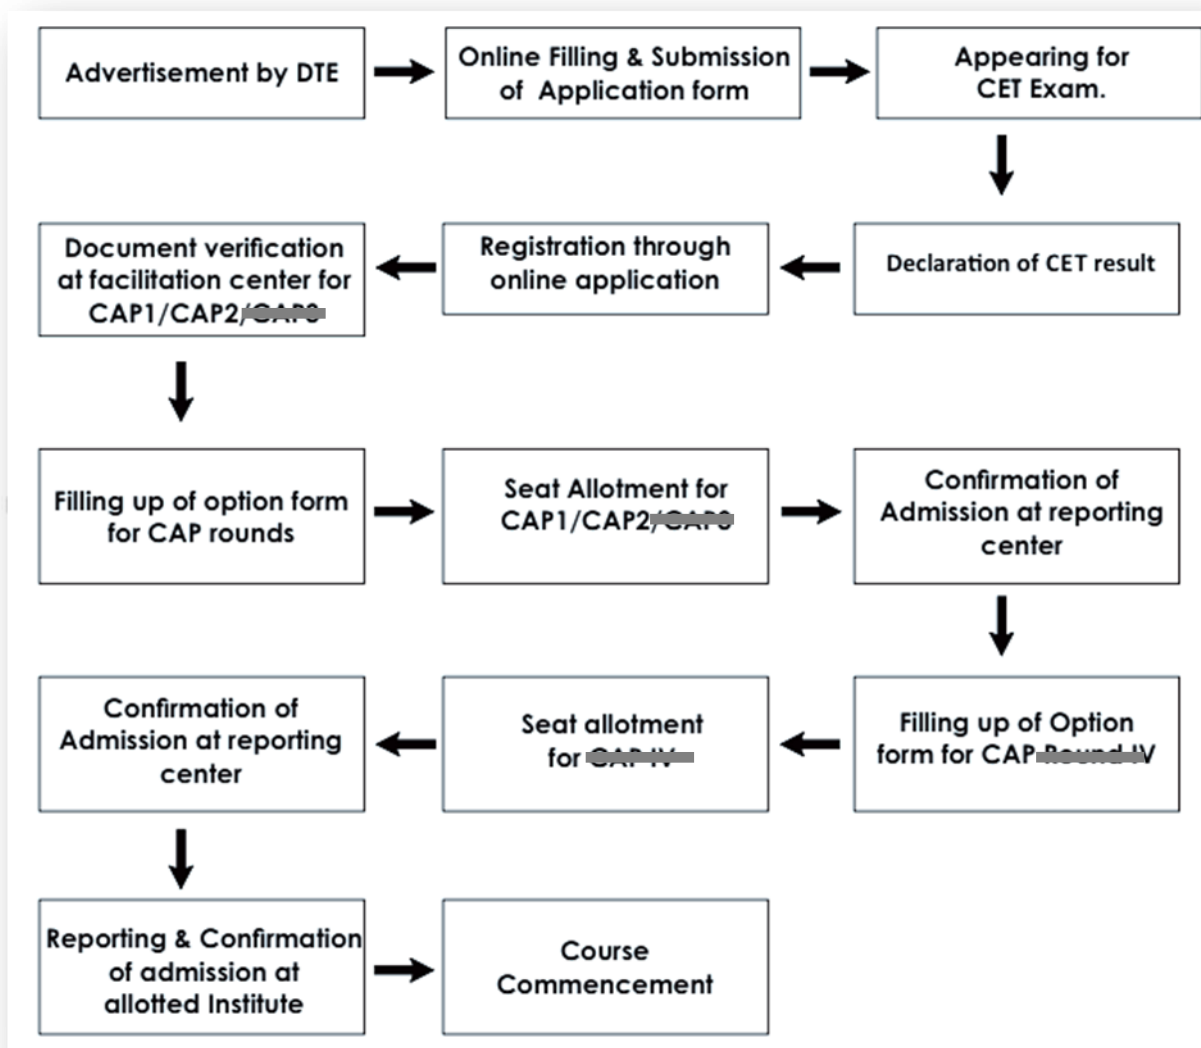 Advertisement by DTE
Online Filling & Submission
of Application form
Appearing for
CET Exam.
Declaration of CET result
Registration through
online application
Document verification
at facilitation center for
CAP1/CAP2/
Filling up of option form
for CAP rounds
Seat Allotment for
CAP1/CAP2/
Confirmation of
Admission at reporting
center
Filling up of Option
form for CAP
Seat allotment
for
Confirmation of
Admission at reporting
center
Reporting & Confirmation
of admission at
allotted Institute
Course
Commencement